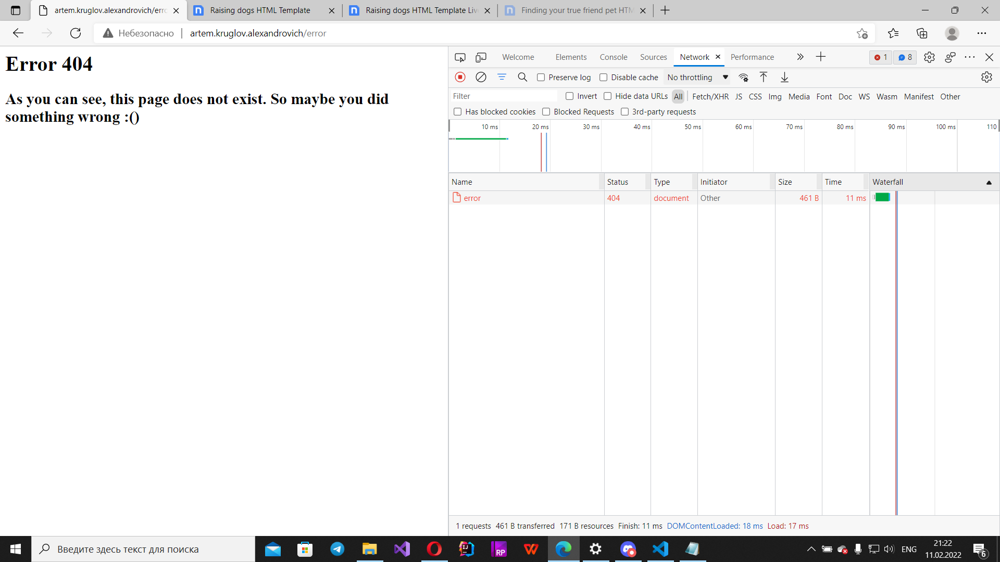 artem.kruglov.alexandrovich/erro
Raising dogs HTML Template
Raising dogs HTML Template Liv
Finding your true friend pet HTM
Небезопасно
artem.kruglov.alexandrovich/error
Error 404
As you can see, this page does not exist. So maybe you did
something wrong :()
Welcome
Elements
Console
Sources
Network
Performance
1
8
Preserve log
Disable cache
No throttling
Filter
Invert
Hide data URLs
All
Fetch/XHR
JS
CSS
Img
Media
Font
Doc
WS
Wasm
Manifest
Other
Has blocked cookies
Blocked Requests
3rd-party requests
10 ms
20 ms
30 ms
40 ms
50 ms
60 ms
70 ms
80 ms
90 ms
100 ms
110
Name
Status
Type
Initiator
Size
Time
Waterfall
error
404
document
Other
461 B
11 ms
1 requests
461 B transferred
171 B resources
Finish: 11 ms
DOMContentLoaded: 18 ms
Load: 17 ms
Введите здесь текст для поиска
IJ
RP
ENG
21:22
11.02.2022
6